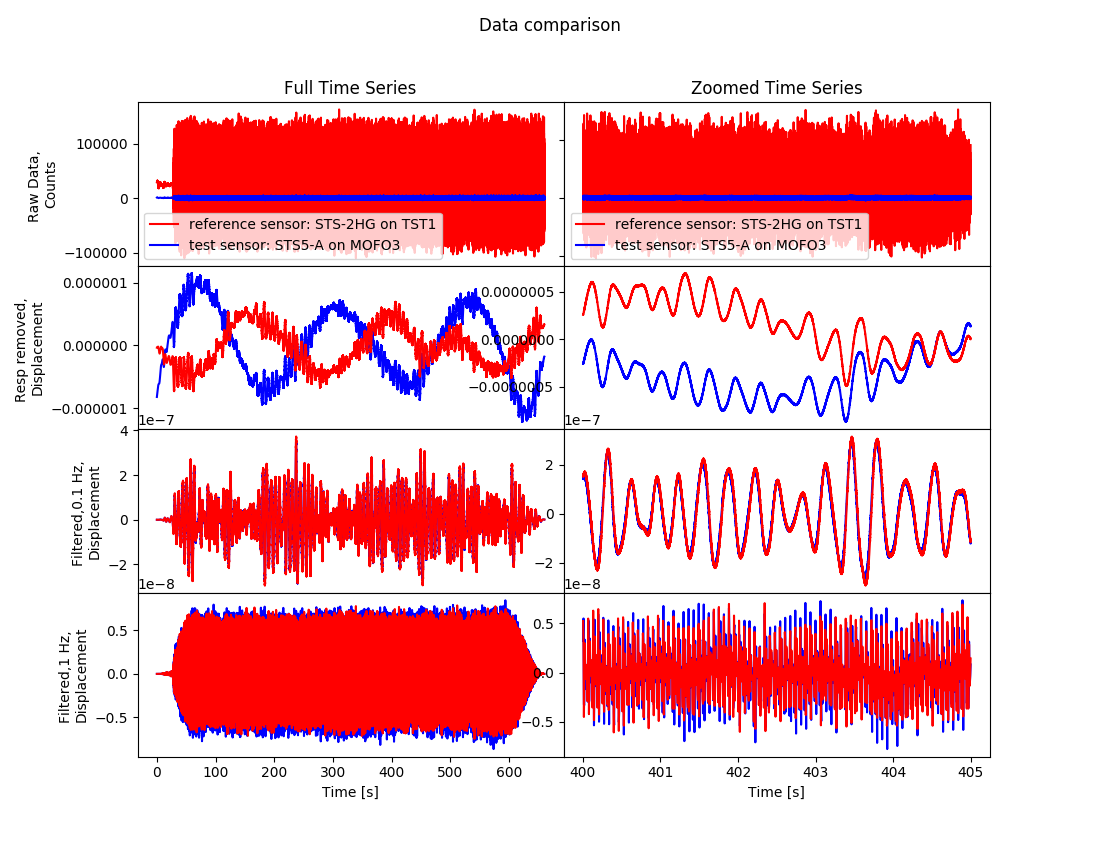 Data comparison
Full Time Series
Zoomed Time Series
Raw Data,
Counts
100000
0
−100000
reference sensor: STS-2HG on TST1
test sensor: STS5-A on MOFO3
reference sensor: STS-2HG on TST1
test sensor: STS5-A on MOFO3
Resp removed,
Displacement
0.000001
0.000000
−0.000001
0.0000005
0.0000000
−0.0000005
1e−7
1e−7
Filtered,0.1 Hz,
Displacement
4
2
0
−2
2
0
−2
1e−8
1e−8
Filtered,1 Hz,
Displacement
0.5
0.0
−0.5
0.5
0.0
−0.5
0
100
200
300
400
500
600
400
401
402
403
404
405
Time [s]
Time [s]